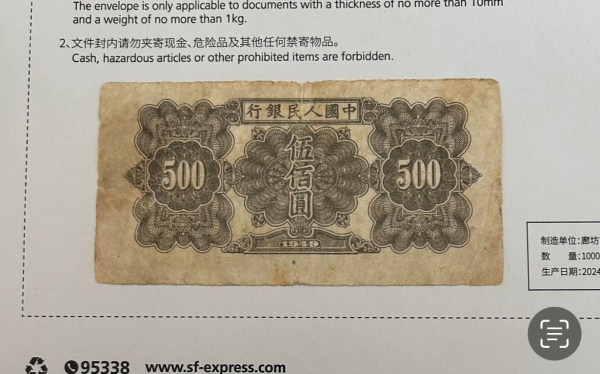 The envelope is only applicable to documents with a thickness of no more than 10mm
and a weight of no more than 1kg.
2、文件封内请勿夹寄现金、危险品及其他任何禁寄物品。
Cash, hazardous articles or other prohibited items are forbidden.
行銀民人國中
500
伍佰圓
500
1949
制造单位:廊坊
数 量:1000
生产日期:2024
95338 www.sf-express.com